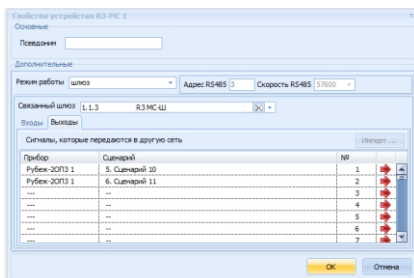 Свойства устройства R3-МС 1
Основные
Псевдоним
Дополнительные
Режим работы шлюз Адрес RS485 3 Скорость RS485 57600
Связанный шлюз 1.1.3 R3 МС-Ш
Входы Выходы
Сигналы, которые передаются в другую сеть Импорт ...
Прибор Сценарий №
Рубеж-2ОП3 1 5. Сценарий 10 1
Рубеж-2ОП3 1 6. Сценарий 11 2
--- -- 3
--- -- 4
--- -- 5
--- -- 6
--- -- 7
OK Отмена